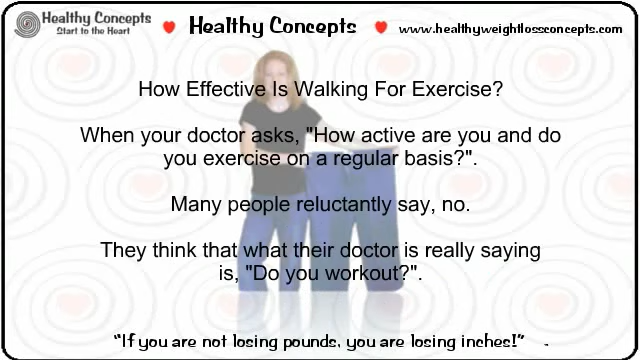 Healthy Concepts
Start to the Heart
Healthy Concepts
www.healthyweightlossconcepts.com
How Effective Is Walking For Exercise?
When your doctor asks, "How active are you and do
you exercise on a regular basis?".
Many people reluctantly say, no.
They think that what their doctor is really saying
is, "Do you workout?".
"If you are not losing pounds, you are losing inches!" -